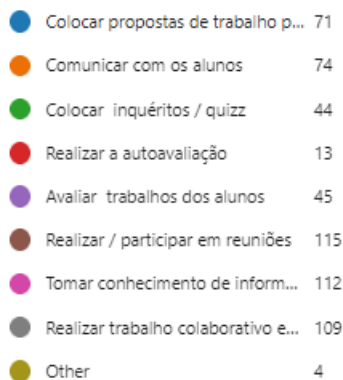 Colocar propostas de trabalho p... 71
Comunicar com os alunos 74
Colocar inquéritos / quizz 44
Realizar a autoavaliação 13
Avaliar trabalhos dos alunos 45
Realizar / participar em reuniões 115
Tomar conhecimento de inform... 112
Realizar trabalho colaborativo e... 109
Other 4